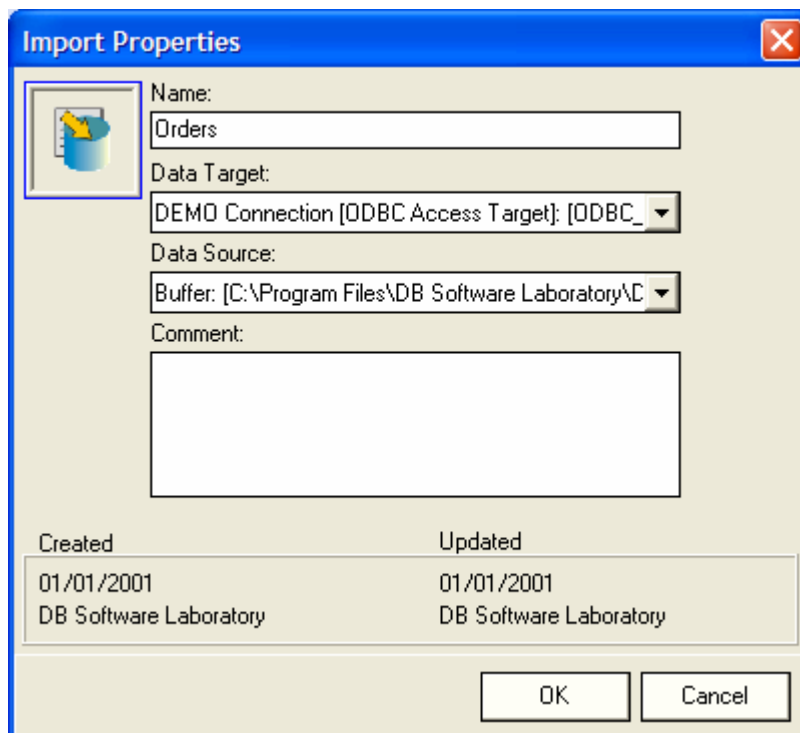 Import Properties
Name:
Orders
Data Target:
DEMO Connection [ODBC Access Target]: [ODBC_
Data Source:
Buffer: [C:\Program Files\DB Software Laboratory\D
Comment:
Created Updated
01/01/2001 01/01/2001
DB Software Laboratory DB Software Laboratory
OK Cancel